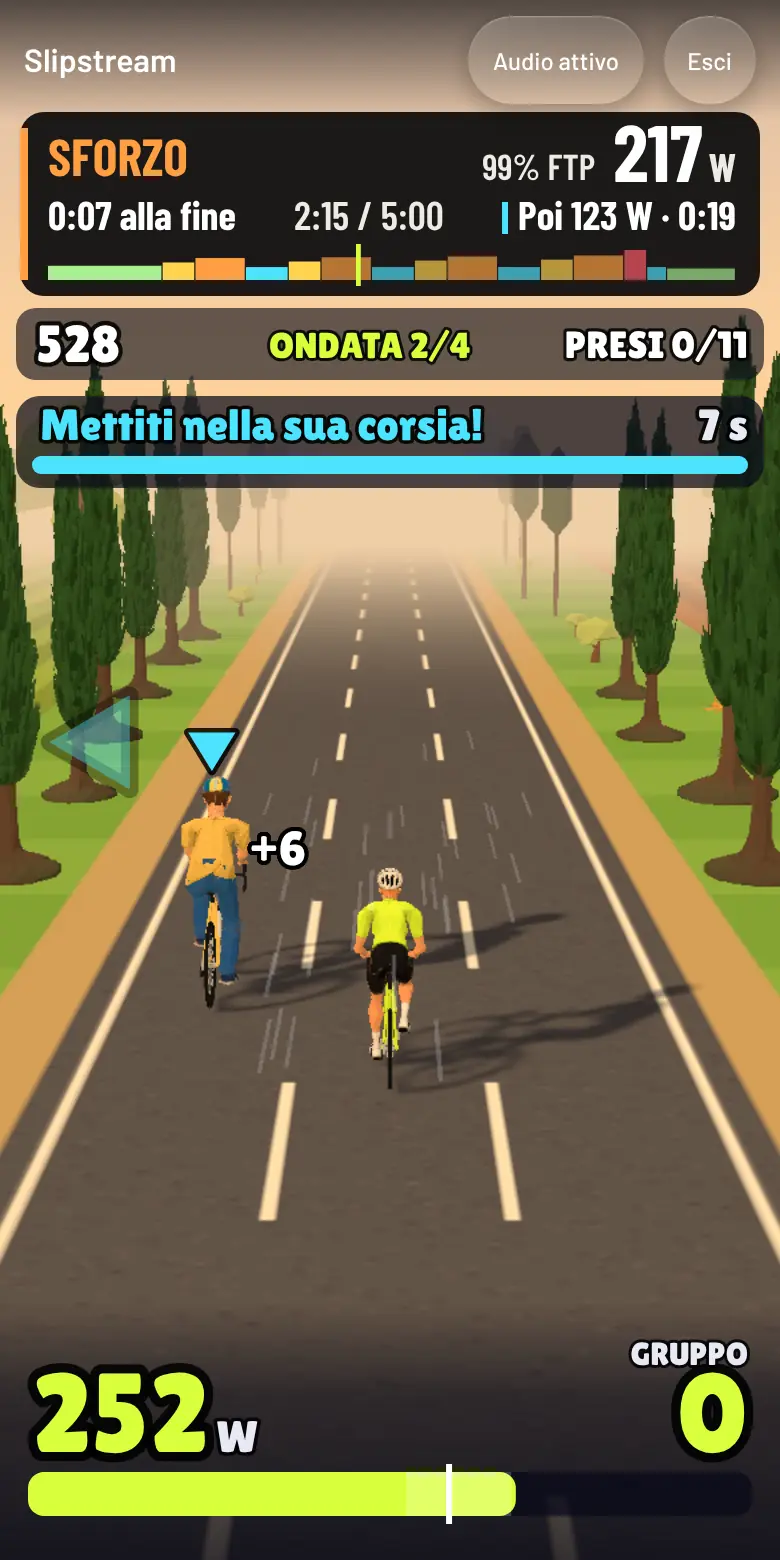 Slipstream
Audio attivo
Esci
SFORZO
99% FTP 217 W
0:07 alla fine
2:15 / 5:00
Poi 123 W · 0:19
528
ONDATA 2/4
PRESI 0/11
Mettiti nella sua corsia!
7 s
+6
GRUPPO
252 W
0